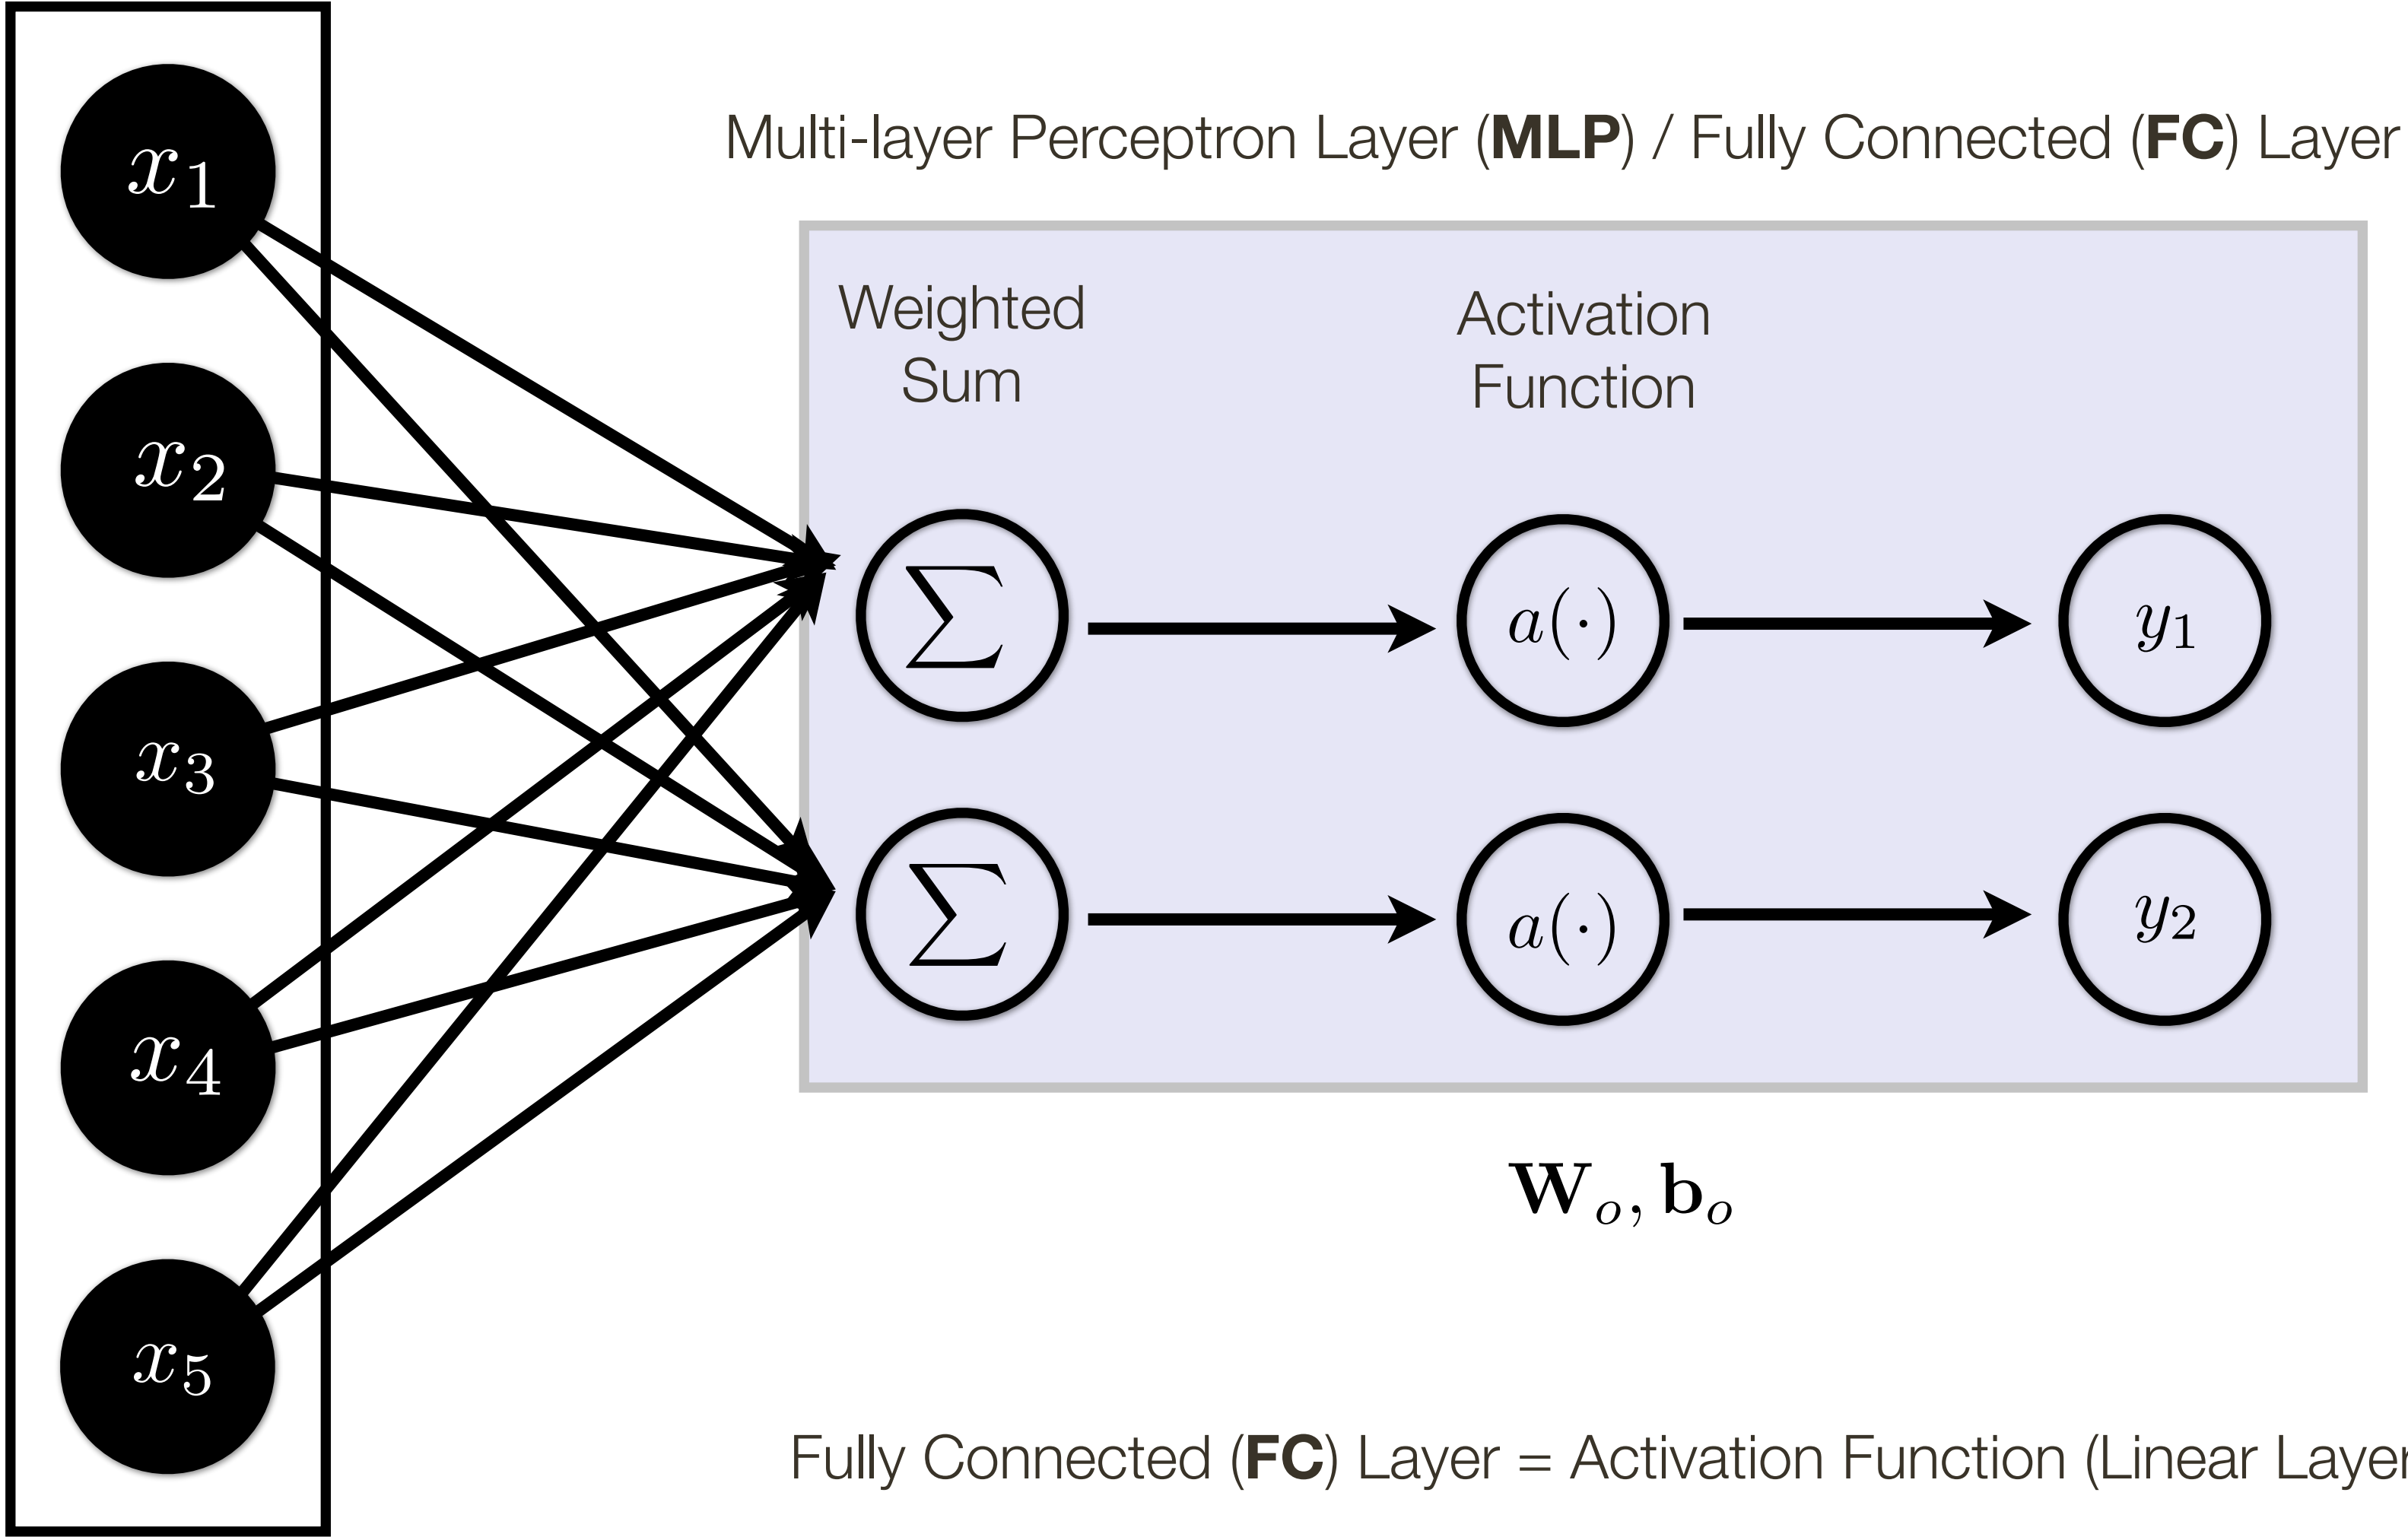 x₁
x₂
x₃
x₄
x₅
Multi-layer Perceptron Layer (MLP) / Fully Connected (FC) Layer
Weighted
Sum
Activation
Function
∑
a(·)
y₁
∑
a(·)
y₂
Wₒ, bₒ
Fully Connected (FC) Layer = Activation Function (Linear Layer